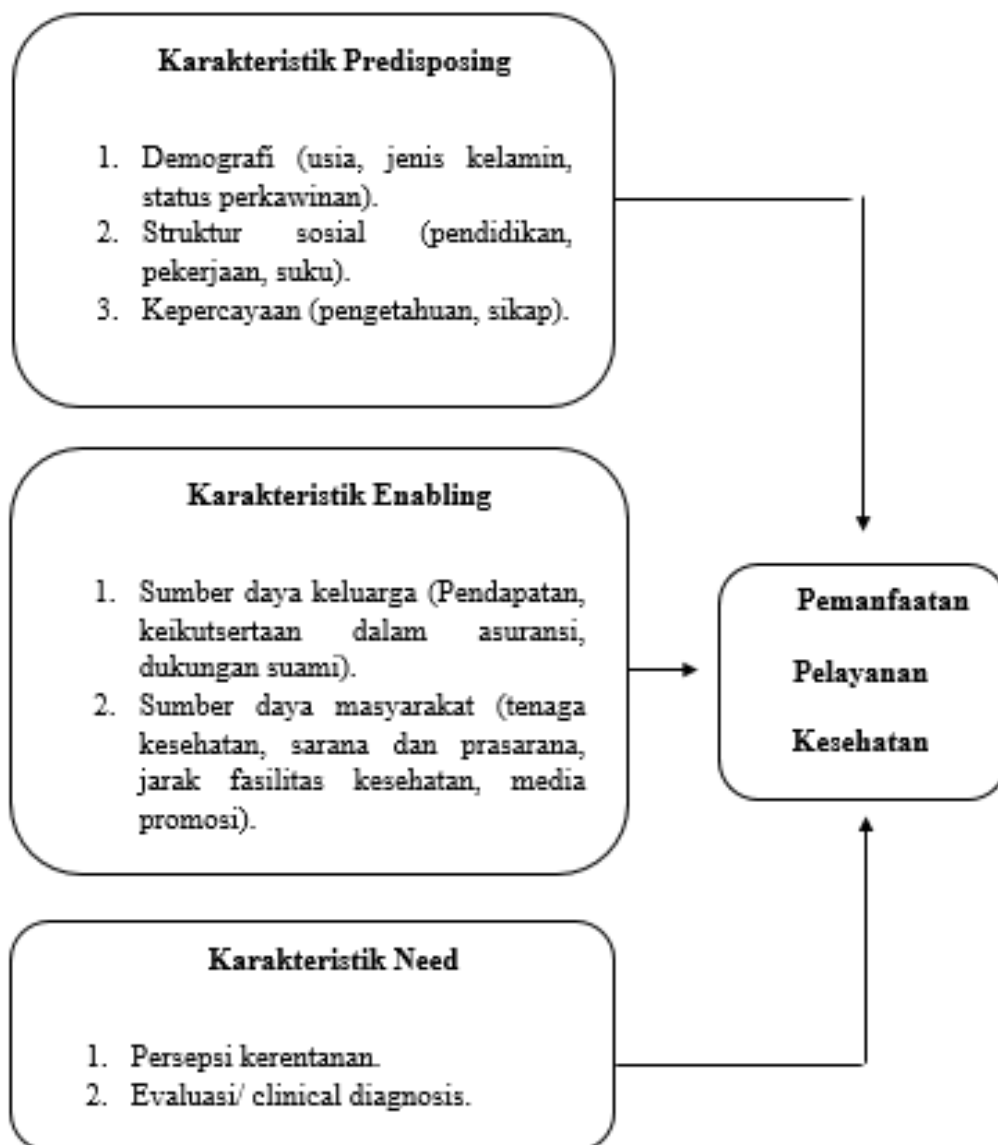 Karakteristik Predisposing
1. Demografi (usia, jenis kelamin,
status perkawinan).
2. Struktur sosial (pendidikan,
pekerjaan, suku).
3. Kepercayaan (pengetahuan, sikap).
Karakteristik Enabling
1. Sumber daya keluarga (Pendapatan,
keikutsertaan dalam asuransi,
dukungan suami).
2. Sumber daya masyarakat (tenaga
kesehatan, sarana dan prasarana,
jarak fasilitas kesehatan, media
promosi).
Karakteristik Need
1. Persepsi kerentanan.
2. Evaluasi/ clinical diagnosis.
Pemanfaatan
Pelayanan
Kesehatan